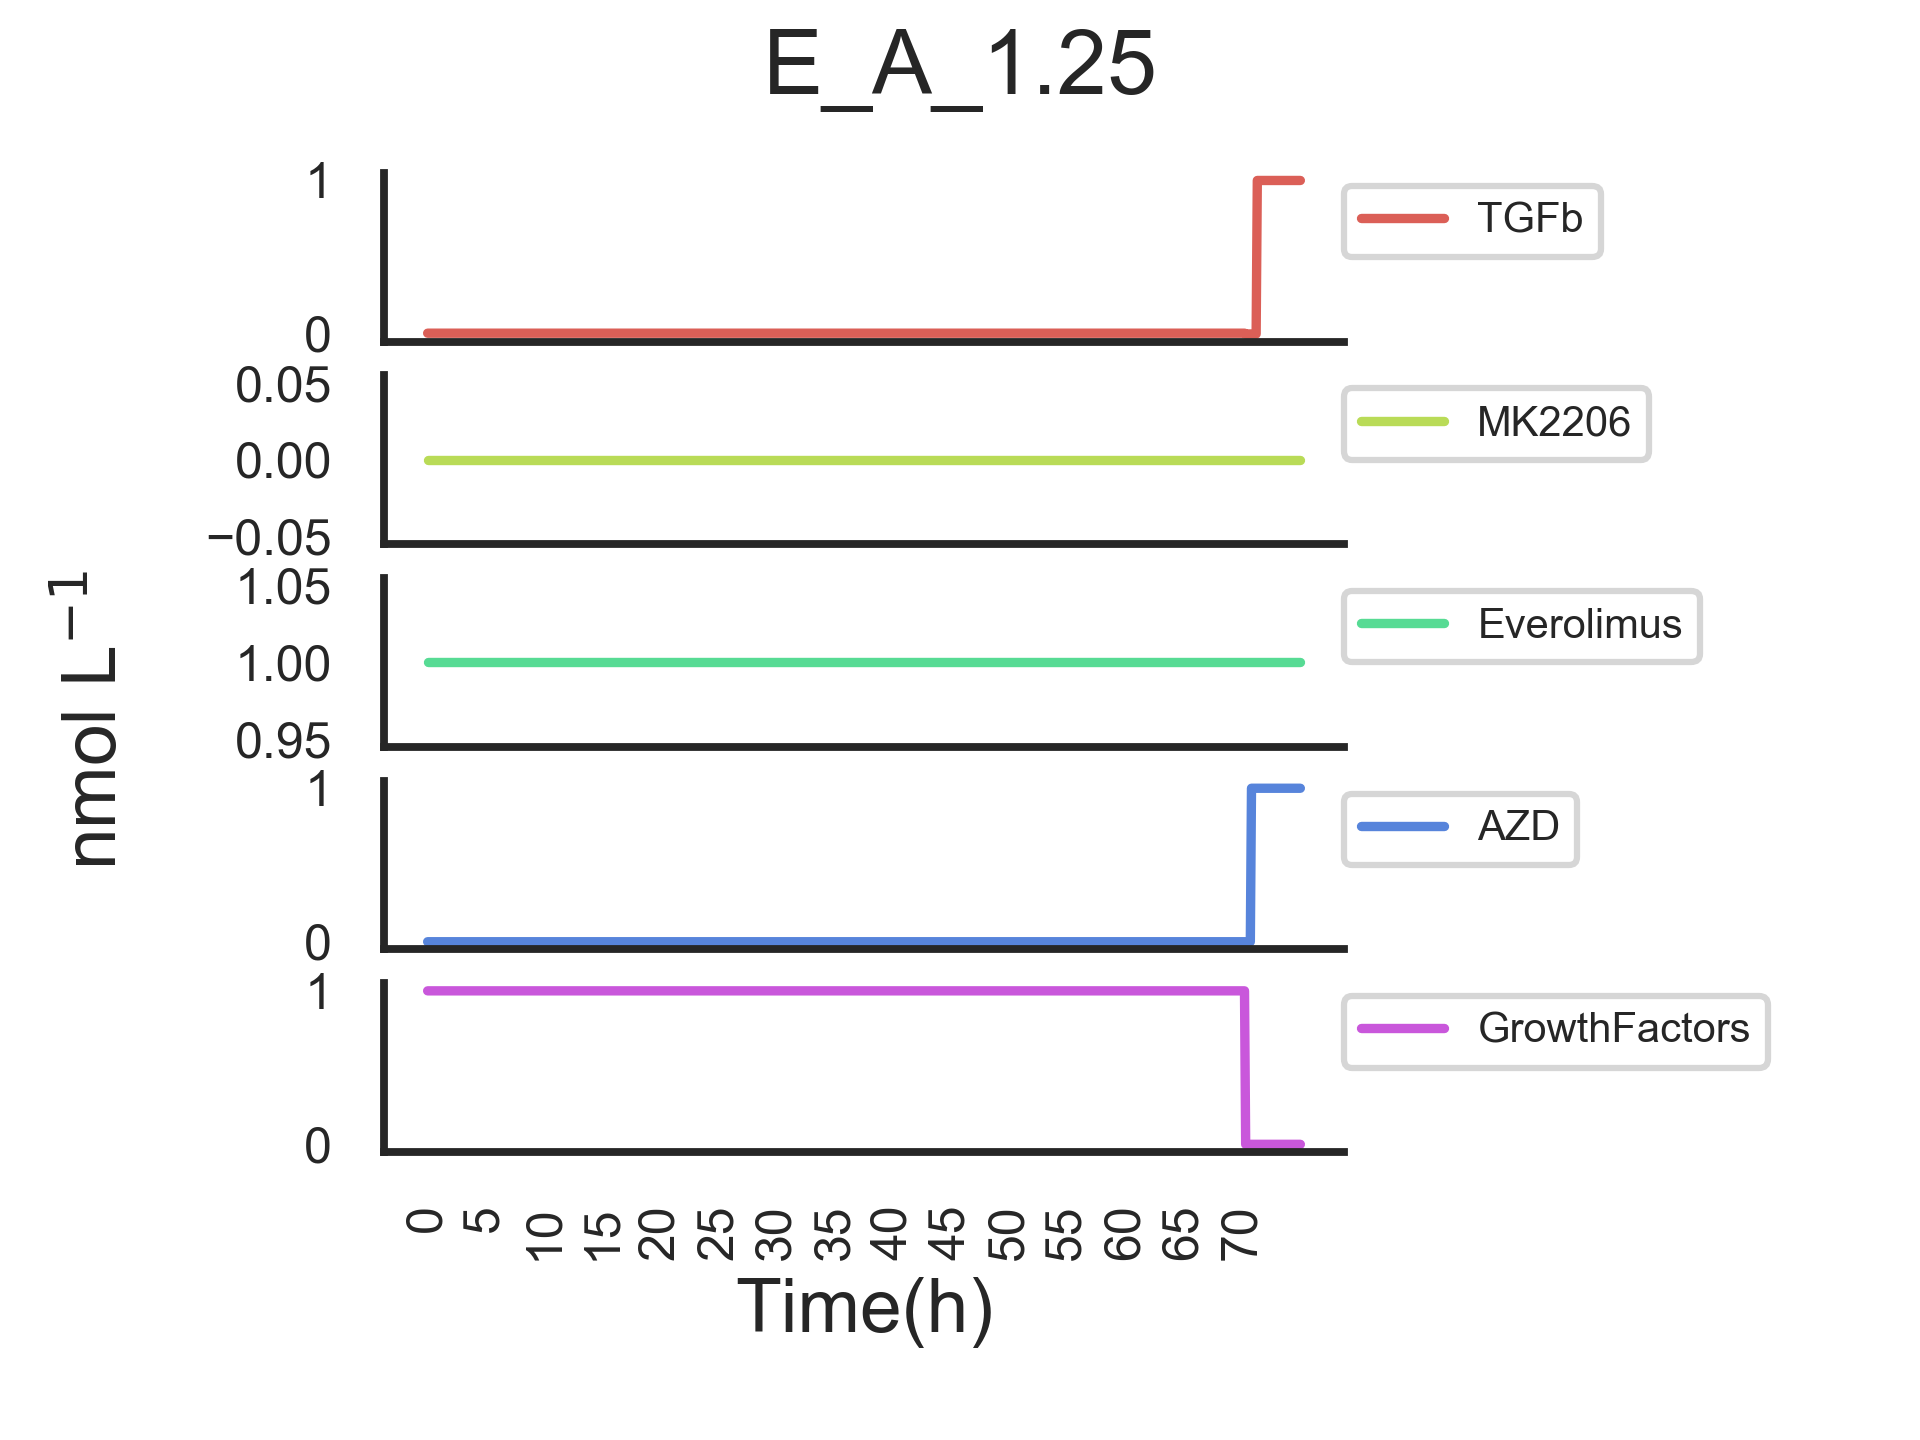 E_A_1.25
1
0
TGFb
0.05
0.00
−0.05
MK2206
1.05
1.00
0.95
Everolimus
1
0
AZD
1
0
GrowthFactors
nmol L⁻¹
0 5 10 15 20 25 30 35 40 45 50 55 60 65 70
Time(h)